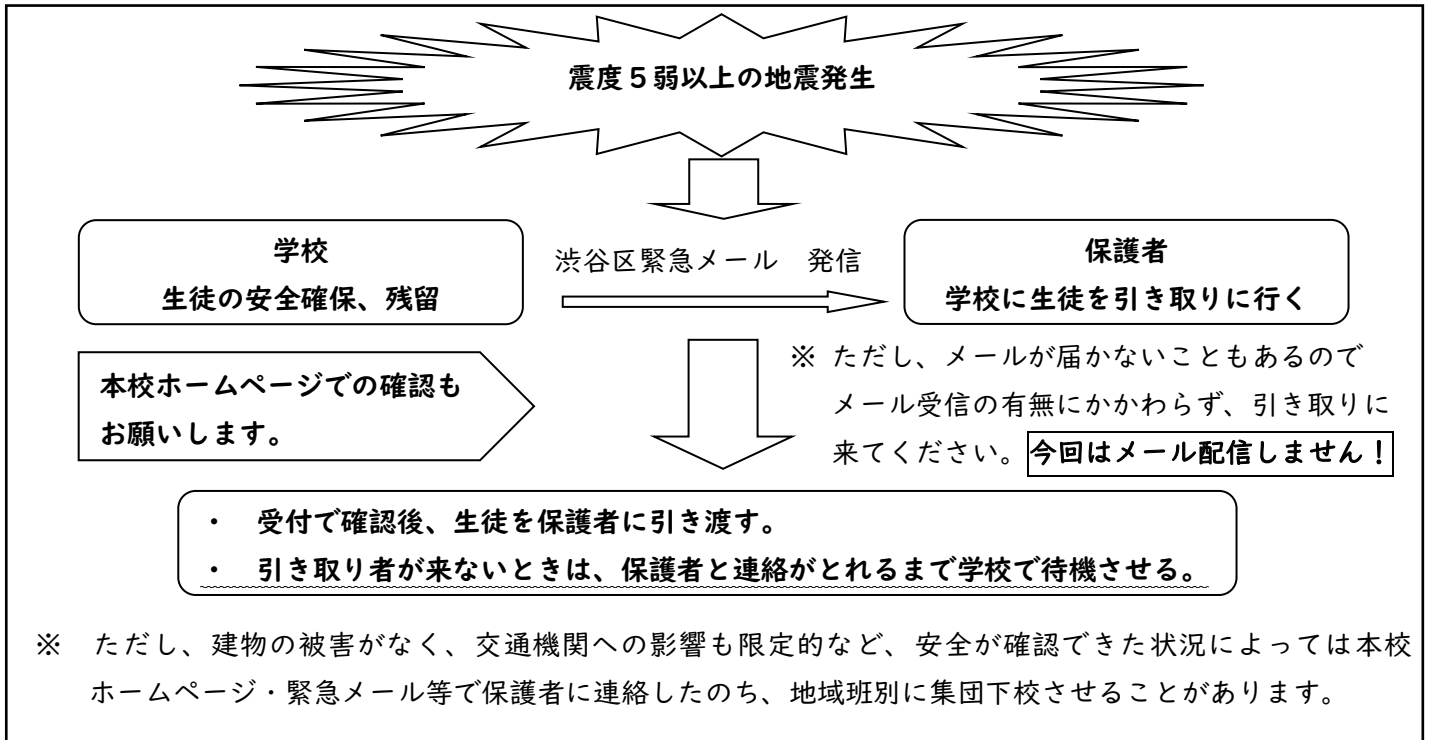 震度5弱以上の地震発生
学校
生徒の安全確保、残留
渋谷区緊急メール　発信
保護者
学校に生徒を引き取りに行く
本校ホームページでの確認も
お願いします。
※ ただし、メールが届かないこともあるので
メール受信の有無にかかわらず、引き取りに
来てください。今回はメール配信しません！
・　受付で確認後、生徒を保護者に引き渡す。
・　引き取り者が来ないときは、保護者と連絡がとれるまで学校で待機させる。
※　ただし、建物の被害がなく、交通機関への影響も限定的など、安全が確認できた状況によっては本校
ホームページ・緊急メール等で保護者に連絡したのち、地域班別に集団下校させることがあります。